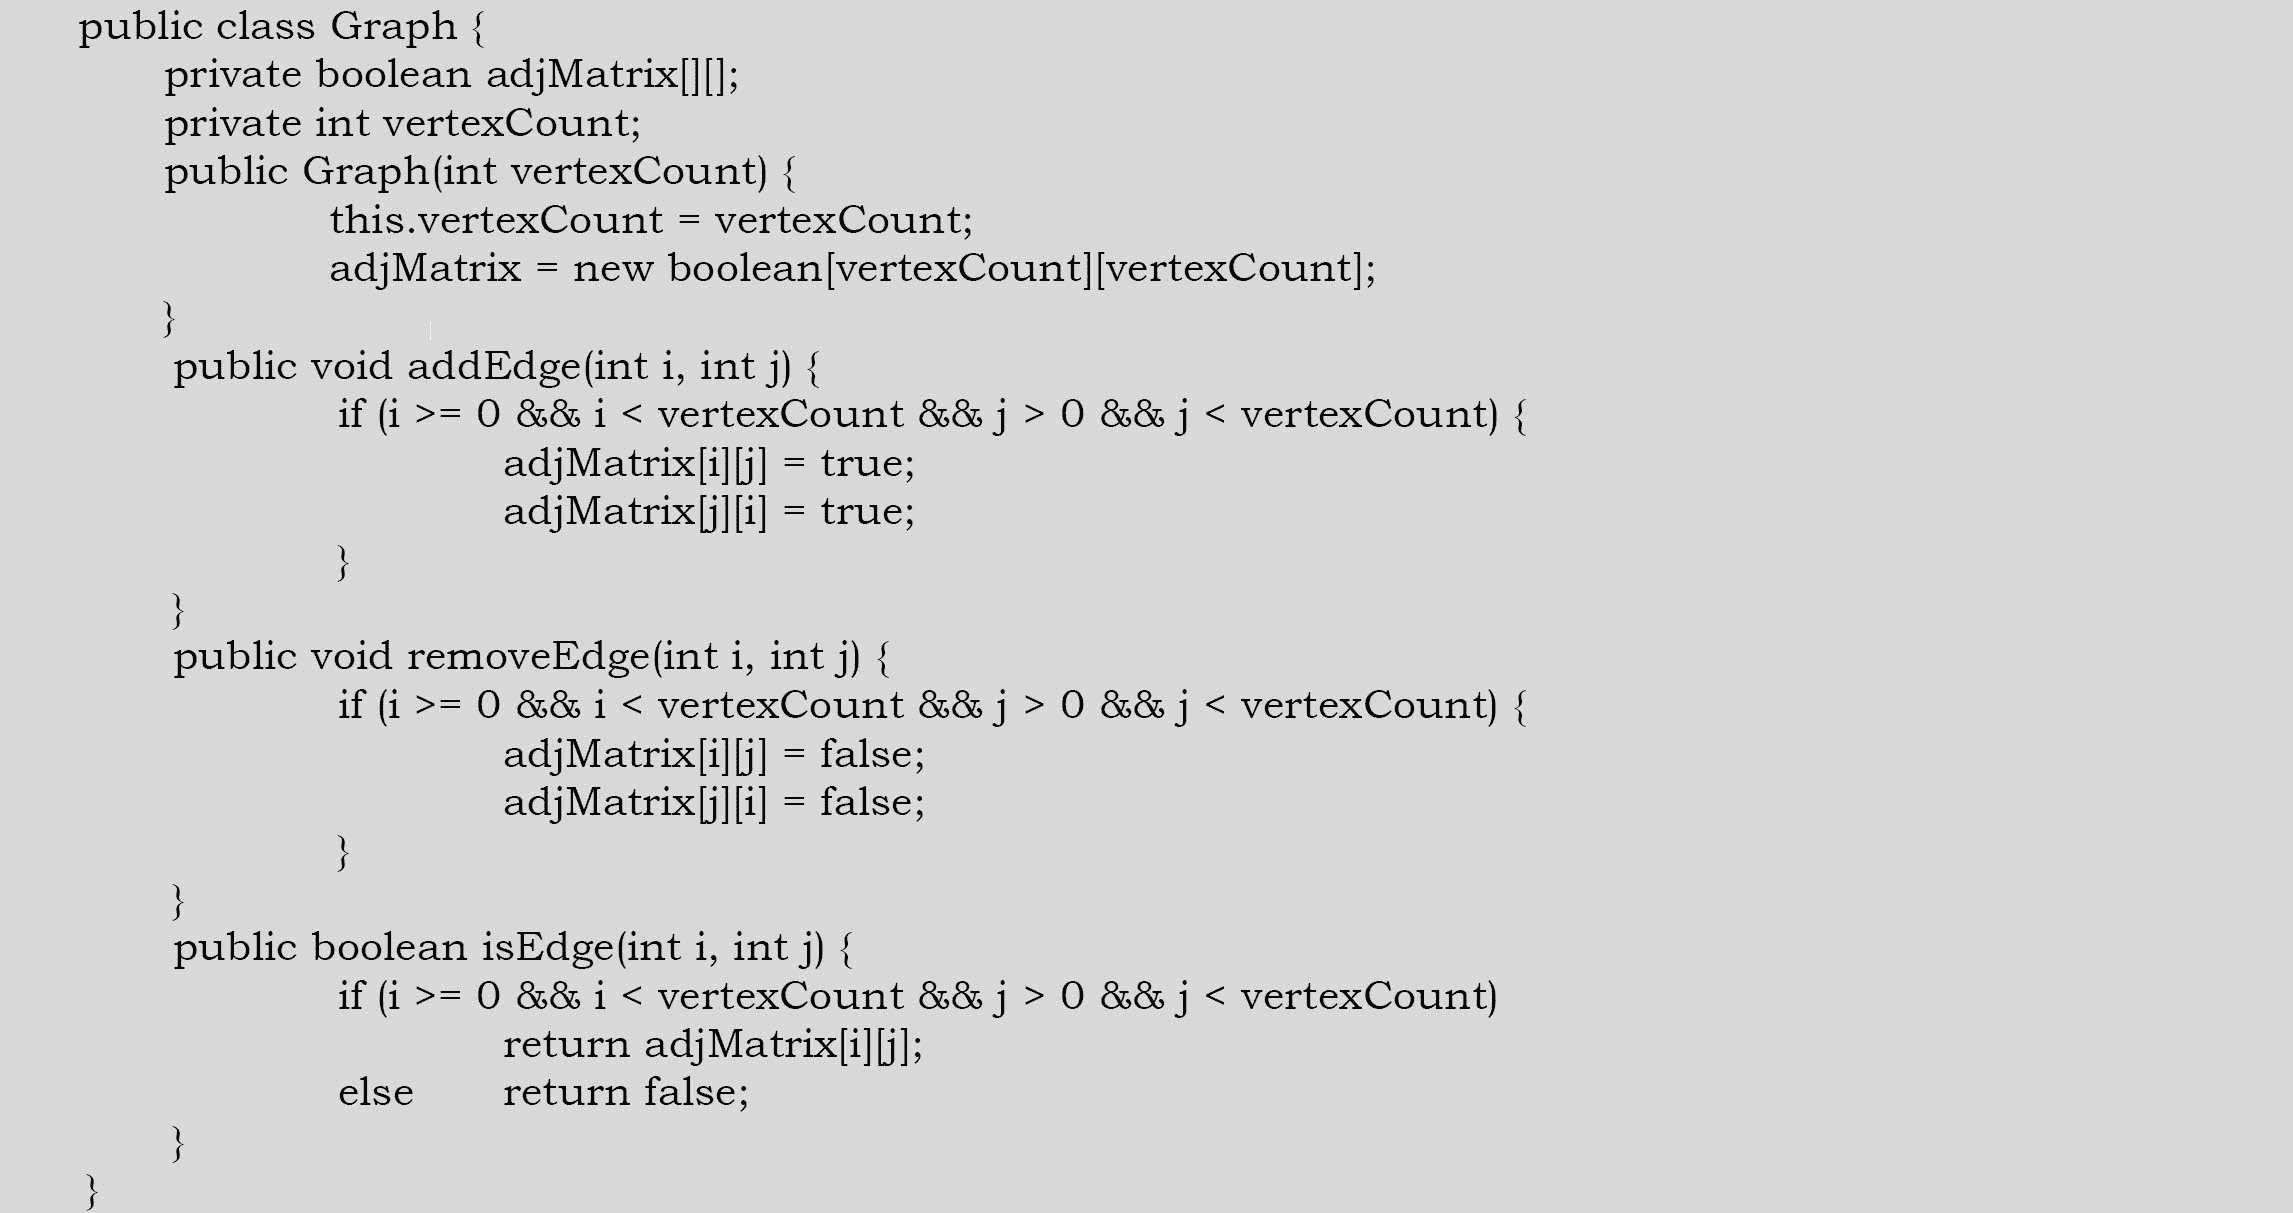 public class Graph {
private boolean adjMatrix[][];
private int vertexCount;
public Graph(int vertexCount) {
this.vertexCount = vertexCount;
adjMatrix = new boolean[vertexCount][vertexCount];
}
public void addEdge(int i, int j) {
if (i >= 0 && i < vertexCount && j > 0 && j < vertexCount) {
adjMatrix[i][j] = true;
adjMatrix[j][i] = true;
}
}
public void removeEdge(int i, int j) {
if (i >= 0 && i < vertexCount && j > 0 && j < vertexCount) {
adjMatrix[i][j] = false;
adjMatrix[j][i] = false;
}
}
public boolean isEdge(int i, int j) {
if (i >= 0 && i < vertexCount && j > 0 && j < vertexCount)
return adjMatrix[i][j];
else return false;
}
}